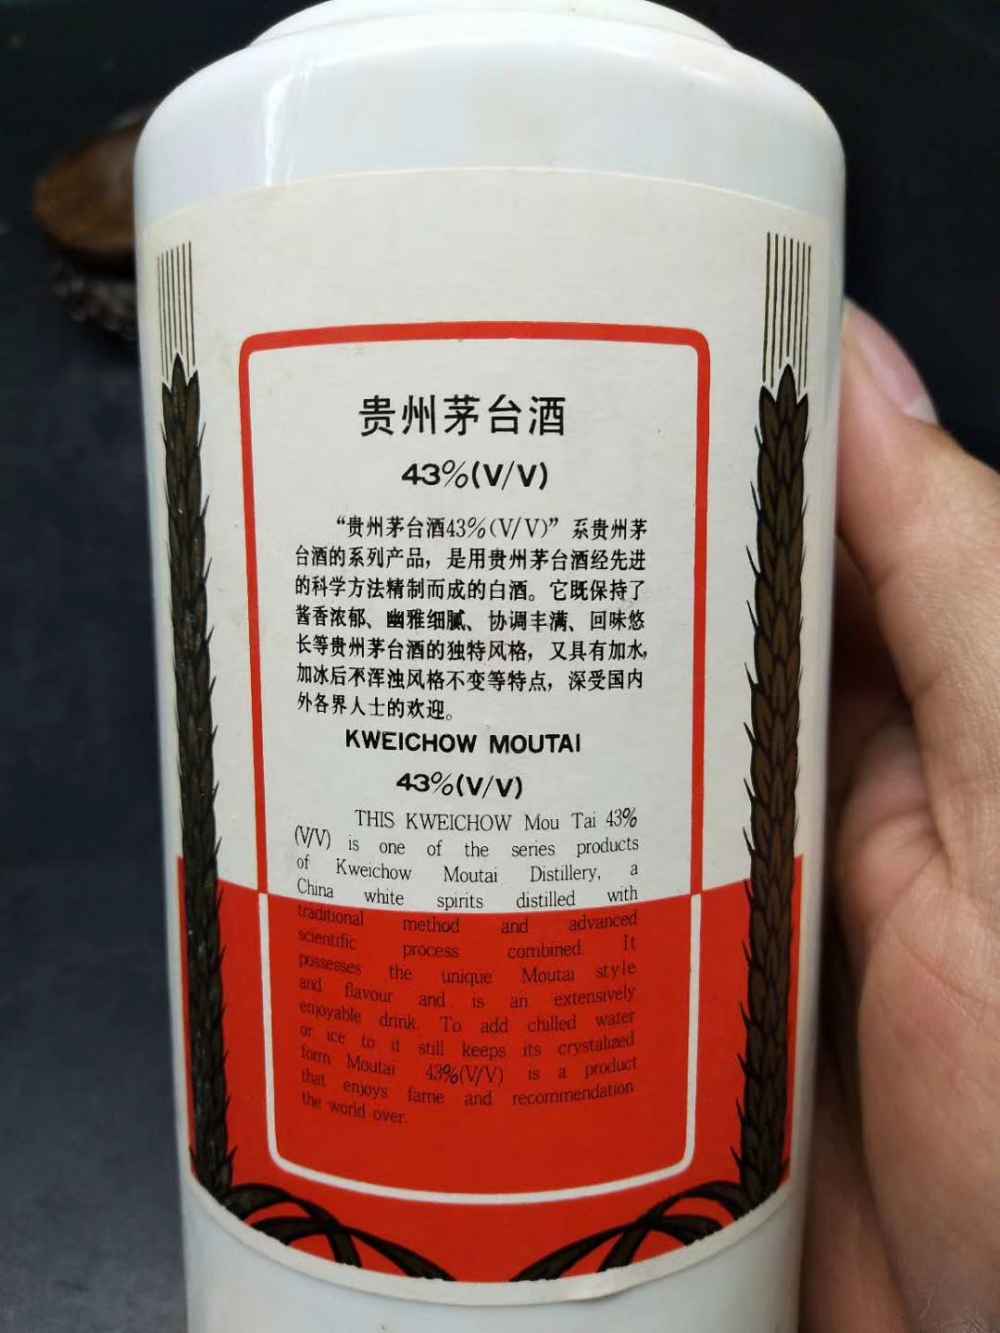 贵州茅台酒
43%(V/V)
“贵州茅台酒43%(V/V)” 系贵州茅
台酒的系列产品，是用贵州茅台酒经先进
的科学方法精制而成的白酒。它既保持了
酱香浓郁、幽雅细腻、协调丰满、回味悠
长等贵州茅台酒的独特风格，又具有加水，
加冰后不浑浊风格不变等特点，深受国内
外各界人士的欢迎。
KWEICHOW MOUTAI
43%(V/V)
THIS KWEICHOW Mou Tai 43%
(V/V) is one of the series products
of Kweichow Moutai Distillery, a
China white spirits distilled with
traditional method and advanced
scientific process combined. It
possesses the unique Moutai style
and flavour and is an extensively
enjoyable drink. To add chilled water
or ice to it still keeps its crystalized
form Moutai 43%(V/V) is a product
that enjoys fame and recommendation
the world over.